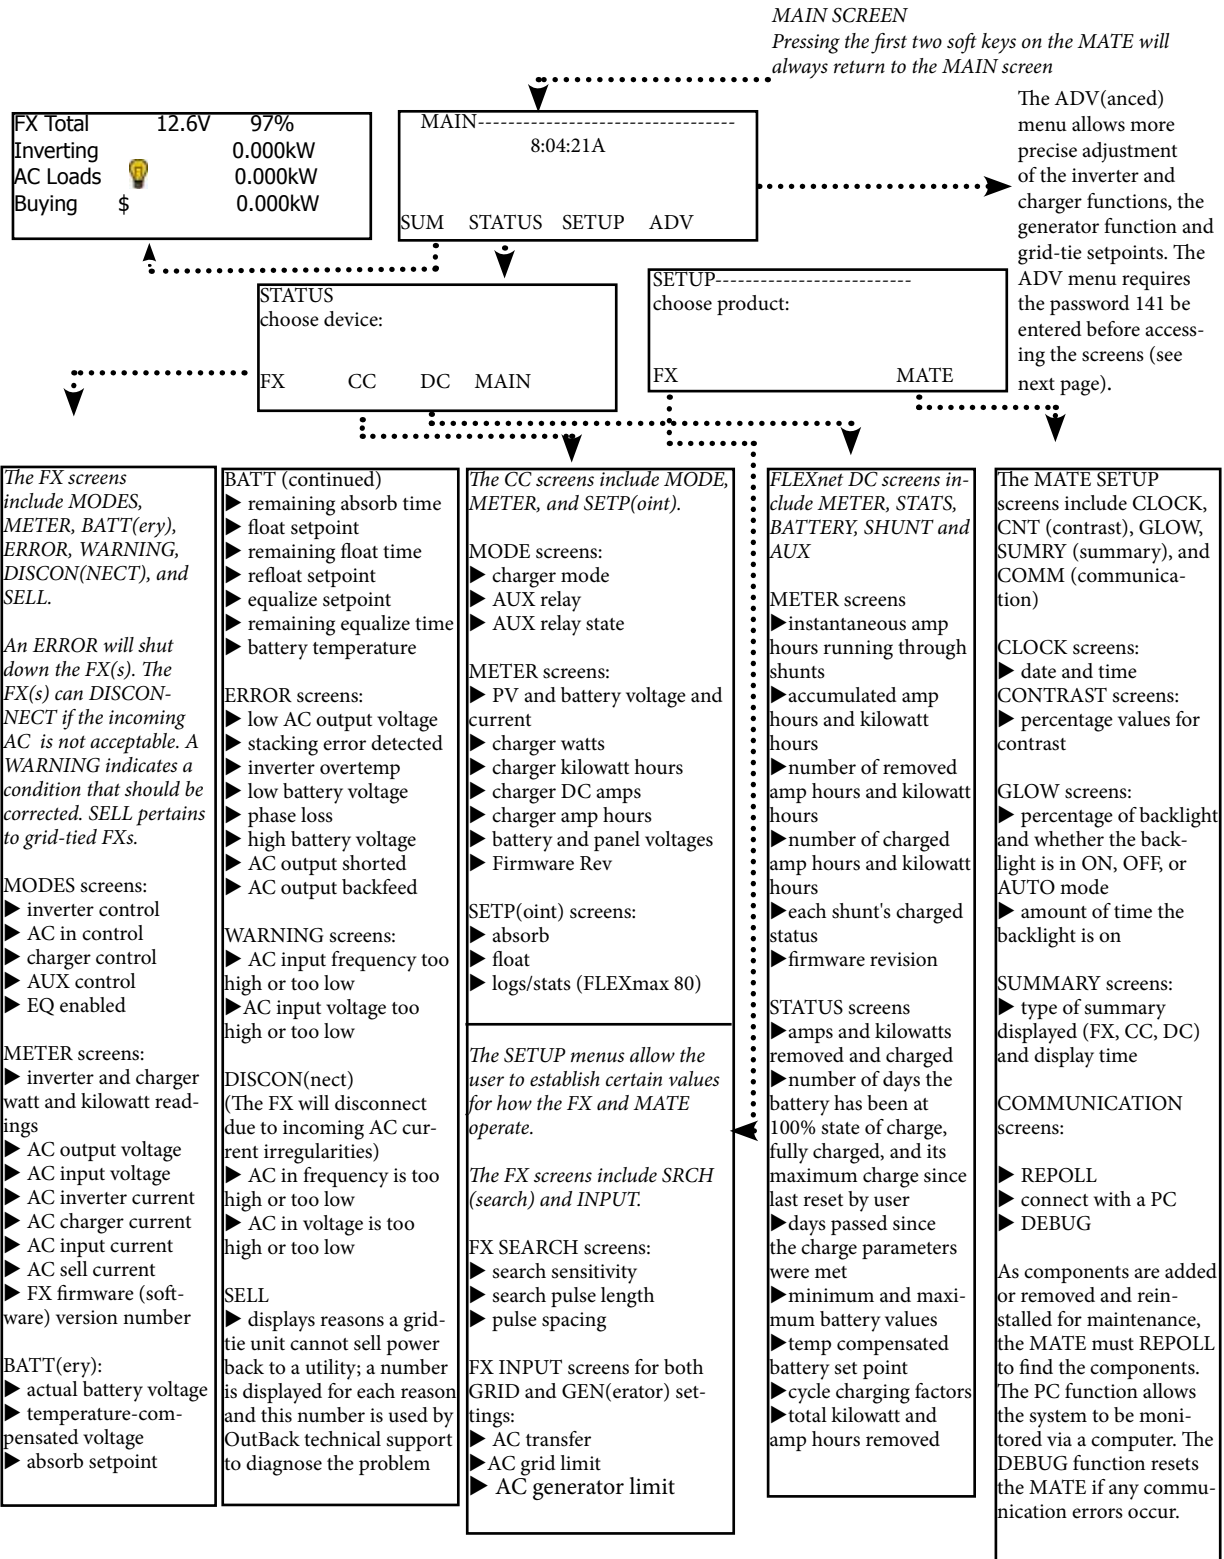 MAIN SCREEN
Pressing the first two soft keys on the MATE will
always return to the MAIN screen
The ADV(anced)
menu allows more
precise adjustment
of the inverter and
charger functions, the
generator function and
grid-tie setpoints. The
ADV menu requires
the password 141 be
entered before access-
ing the screens (see
next page).
FX Total 12.6V 97%
Inverting 0.000kW
AC Loads 0.000kW
Buying $ 0.000kW
MAIN----------------------------------
8:04:21A
SUM STATUS SETUP ADV
STATUS
choose device:
FX CC DC MAIN
SETUP--------------------------
choose product:
FX MATE
The FX screens
include MODES,
METER, BATT(ery),
ERROR, WARNING,
DISCON(NECT), and
SELL.
An ERROR will shut
down the FX(s). The
FX(s) can DISCON-
NECT if the incoming
AC is not acceptable. A
WARNING indicates a
condition that should be
corrected. SELL pertains
to grid-tied FXs.
MODES screens:
▶ inverter control
▶ AC in control
▶ charger control
▶ AUX control
▶ EQ enabled
METER screens:
▶ inverter and charger
watt and kilowatt read-
ings
▶ AC output voltage
▶ AC input voltage
▶ AC inverter current
▶ AC charger current
▶ AC input current
▶ AC sell current
▶ FX firmware (soft-
ware) version number
BATT(ery):
▶ actual battery voltage
▶ temperature-com-
pensated voltage
▶ absorb setpoint
BATT (continued)
▶ remaining absorb time
▶ float setpoint
▶ remaining float time
▶ refloat setpoint
▶ equalize setpoint
▶ remaining equalize time
▶ battery temperature
ERROR screens:
▶ low AC output voltage
▶ stacking error detected
▶ inverter overtemp
▶ low battery voltage
▶ phase loss
▶ high battery voltage
▶ AC output shorted
▶ AC output backfeed
WARNING screens:
▶ AC input frequency too
high or too low
▶AC input voltage too
high or too low
DISCON(nect)
(The FX will disconnect
due to incoming AC cur-
rent irregularities)
▶ AC in frequency is too
high or too low
▶ AC in voltage is too
high or too low
SELL
▶ displays reasons a grid-
tie unit cannot sell power
back to a utility; a number
is displayed for each reason
and this number is used by
OutBack technical support
to diagnose the problem
The CC screens include MODE,
METER, and SETP(oint).
MODE screens:
▶ charger mode
▶ AUX relay
▶ AUX relay state
METER screens:
▶ PV and battery voltage and
current
▶ charger watts
▶ charger kilowatt hours
▶ charger DC amps
▶ charger amp hours
▶ battery and panel voltages
▶ Firmware Rev
SETP(oint) screens:
▶ absorb
▶ float
▶ logs/stats (FLEXmax 80)
The SETUP menus allow the
user to establish certain values
for how the FX and MATE
operate.
The FX screens include SRCH
(search) and INPUT.
FX SEARCH screens:
▶ search sensitivity
▶ search pulse length
▶ pulse spacing
FX INPUT screens for both
GRID and GEN(erator) set-
tings:
▶ AC transfer
▶AC grid limit
▶ AC generator limit
FLEXnet DC screens in-
clude METER, STATS,
BATTERY, SHUNT and
AUX
METER screens
▶instantaneous amp
hours running through
shunts
▶accumulated amp
hours and kilowatt
hours
▶number of removed
amp hours and kilowatt
hours
▶number of charged
amp hours and kilowatt
hours
▶each shunt's charged
status
▶firmware revision
STATUS screens
▶amps and kilowatts
removed and charged
▶number of days the
battery has been at
100% state of charge,
fully charged, and its
maximum charge since
last reset by user
▶days passed since
the charge parameters
were met
▶minimum and maxi-
mum battery values
▶temp compensated
battery set point
▶cycle charging factors
▶total kilowatt and
amp hours removed
The MATE SETUP
screens include CLOCK,
CNT (contrast), GLOW,
SUMRY (summary), and
COMM (communica-
tion)
CLOCK screens:
▶ date and time
CONTRAST screens:
▶ percentage values for
contrast
GLOW screens:
▶ percentage of backlight
and whether the back-
light is in ON, OFF, or
AUTO mode
▶ amount of time the
backlight is on
SUMMARY screens:
▶ type of summary
displayed (FX, CC, DC)
and display time
COMMUNICATION
screens:
▶ REPOLL
▶ connect with a PC
▶ DEBUG
As components are added
or removed and rein-
stalled for maintenance,
the MATE must REPOLL
to find the components.
The PC function allows
the system to be moni-
tored via a computer. The
DEBUG function resets
the MATE if any commu-
nication errors occur.